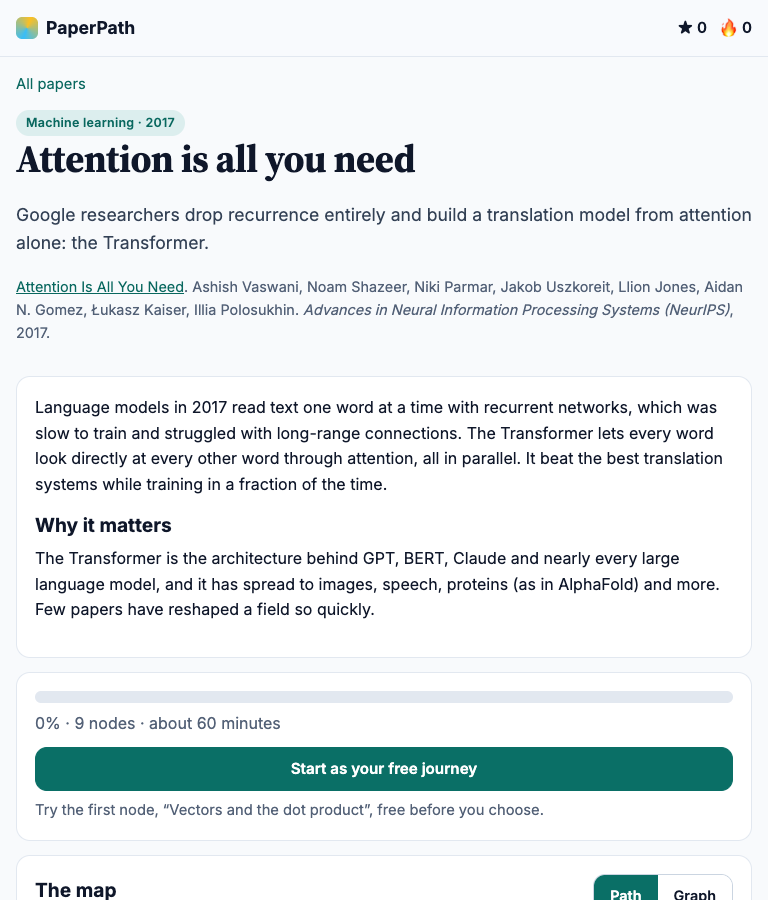 PaperPath
★ 0 🔥 0
All papers
Machine learning · 2017
Attention is all you need
Google researchers drop recurrence entirely and build a translation model from attention
alone: the Transformer.
Attention Is All You Need. Ashish Vaswani, Noam Shazeer, Niki Parmar, Jakob Uszkoreit, Llion Jones, Aidan
N. Gomez, Łukasz Kaiser, Illia Polosukhin. Advances in Neural Information Processing Systems (NeurIPS),
2017.
Language models in 2017 read text one word at a time with recurrent networks, which was
slow to train and struggled with long-range connections. The Transformer lets every word
look directly at every other word through attention, all in parallel. It beat the best translation
systems while training in a fraction of the time.
Why it matters
The Transformer is the architecture behind GPT, BERT, Claude and nearly every large
language model, and it has spread to images, speech, proteins (as in AlphaFold) and more.
Few papers have reshaped a field so quickly.
0% · 9 nodes · about 60 minutes
Start as your free journey
Try the first node, “Vectors and the dot product”, free before you choose.
The map
Path Graph